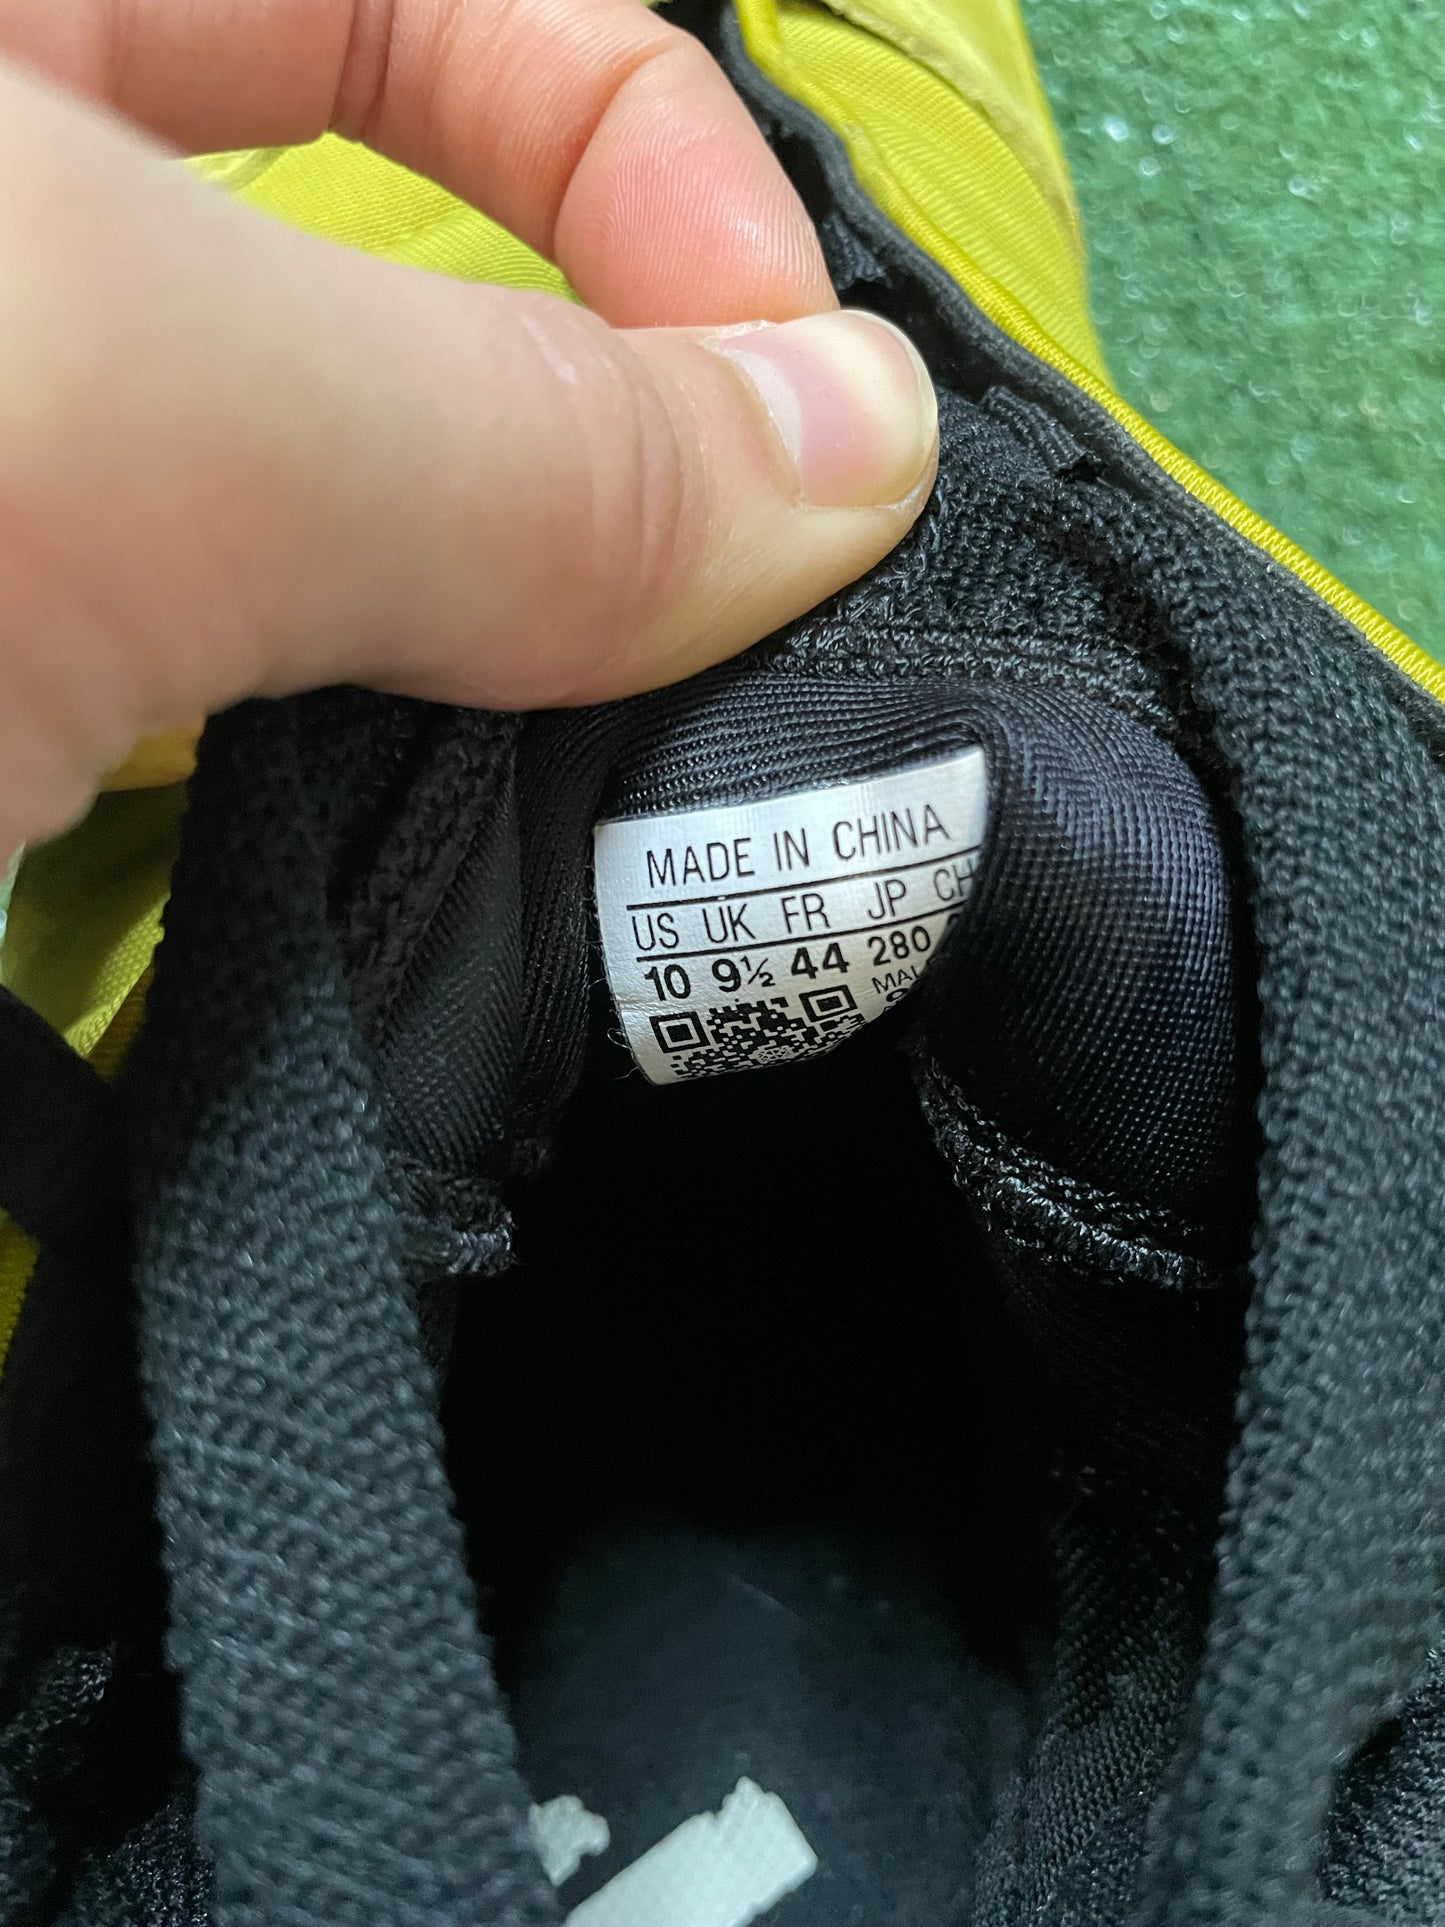 MADE IN CHINA
US UK FR JP
10 9½ 44 280